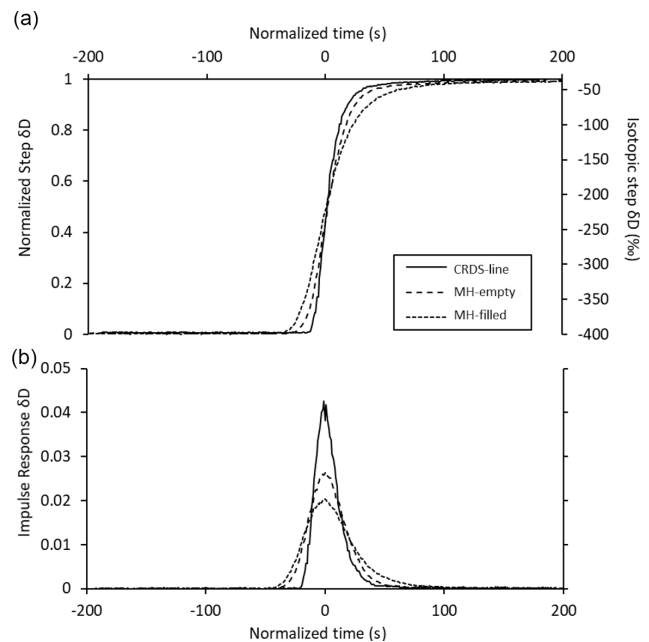 (a)
Normalized time (s)
-200 -100 0 100 200
1
0.8
0.6
0.4
0.2
0
Normalized Step δD
-50
-100
-150
-200
-250
-300
-350
-400
Isotopic step δD (‰)
CRDS-line
MH-empty
MH-filled
(b)
0.05
0.04
0.03
0.02
0.01
0
Impulse Response δD
-200 -100 0 100 200
Normalized time (s)